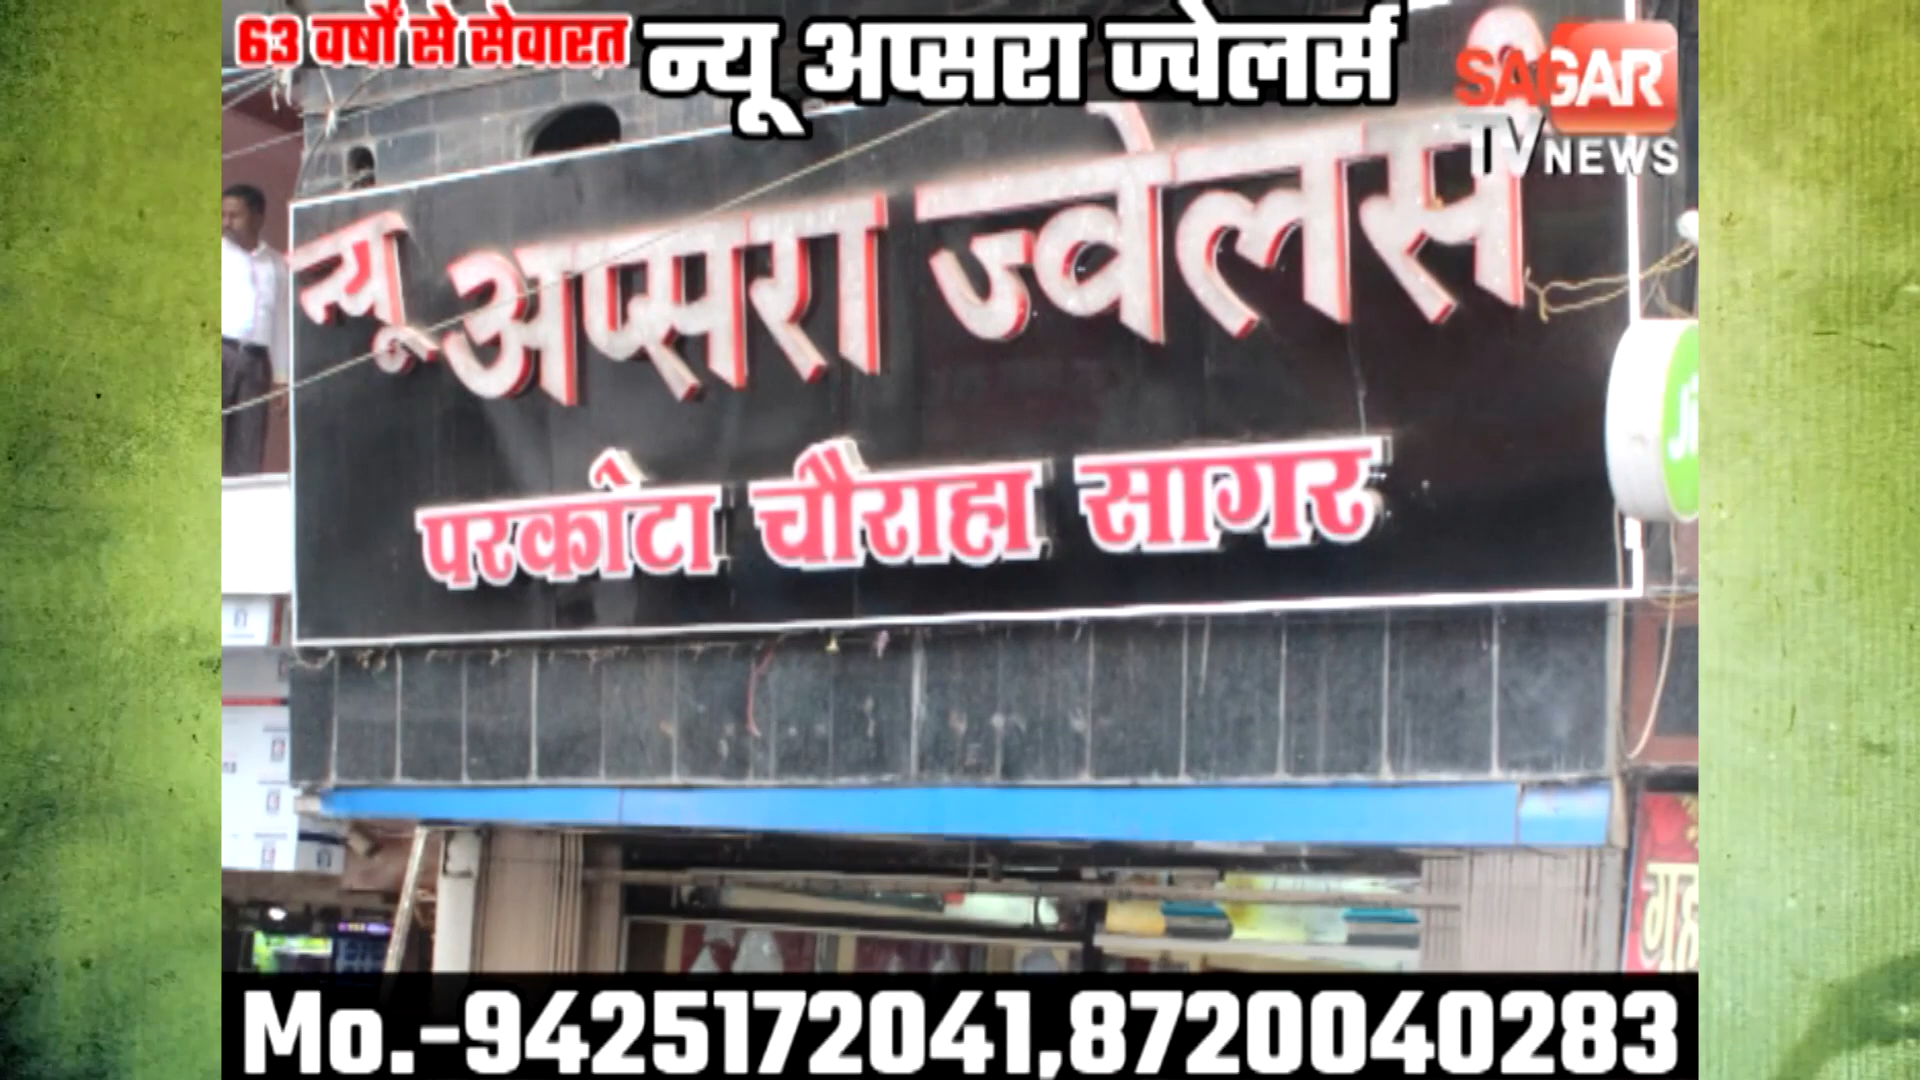 63 वर्षों से सेवारत न्यू अप्सरा ज्वेलर्स
SAGAR
TV NEWS
न्यू अप्सरा ज्वेलर्स
परकोटा चौराहा सागर
Mo.-9425172041,8720040283